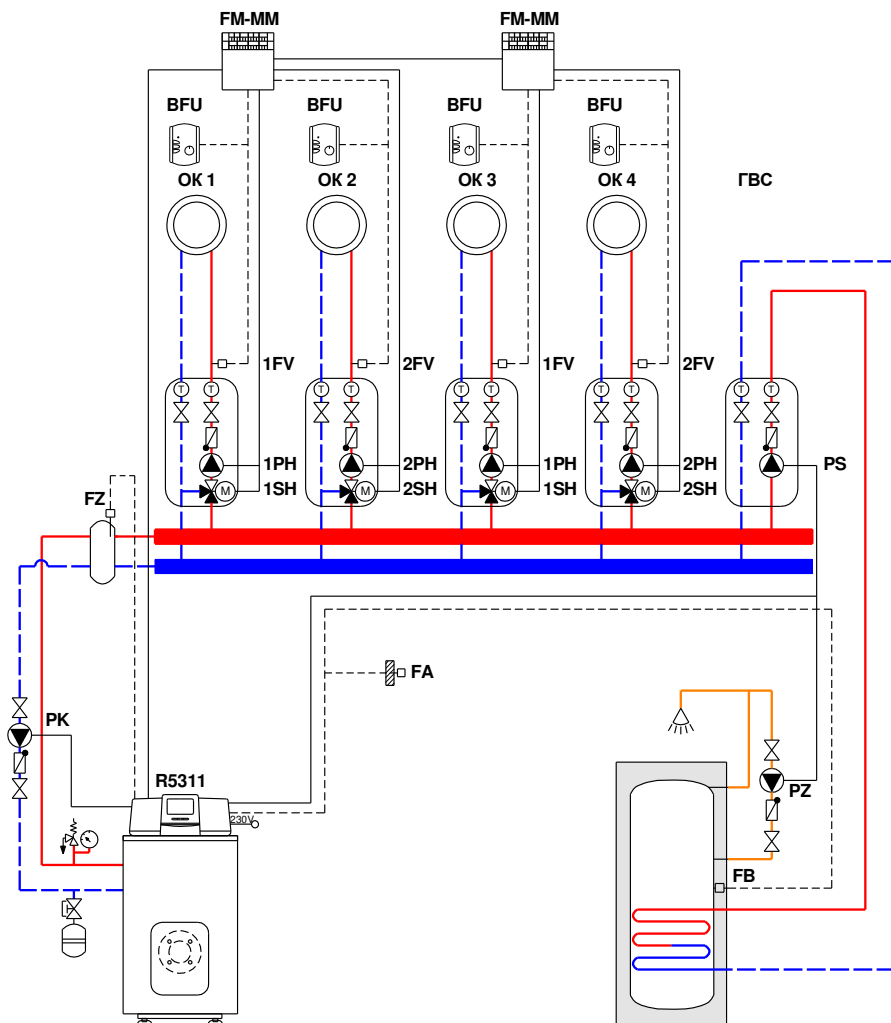 FM-MM FM-MM
BFU BFU BFU BFU
ОК 1 ОК 2 ОК 3 ОК 4 ГВС
1FV 2FV 1FV 2FV
T T T T T T T T T T
1PH 2PH 1PH 2PH PS
M 1SH M 2SH M 1SH M 2SH
FZ
FA
PK
R5311
PZ
230V
FB